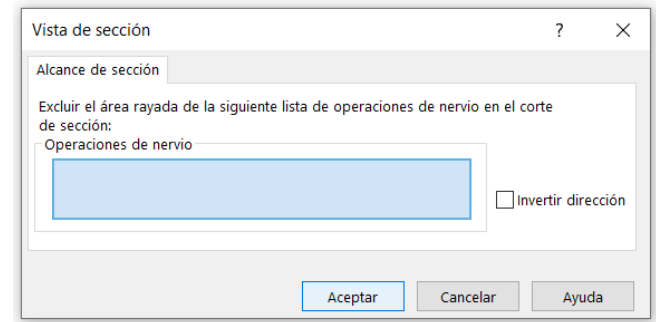 Vista de sección
?
Alcance de sección
Excluir el área rayada de la siguiente lista de operaciones de nervio en el corte
de sección:
Operaciones de nervio
Invertir dirección
Aceptar Cancelar Ayuda